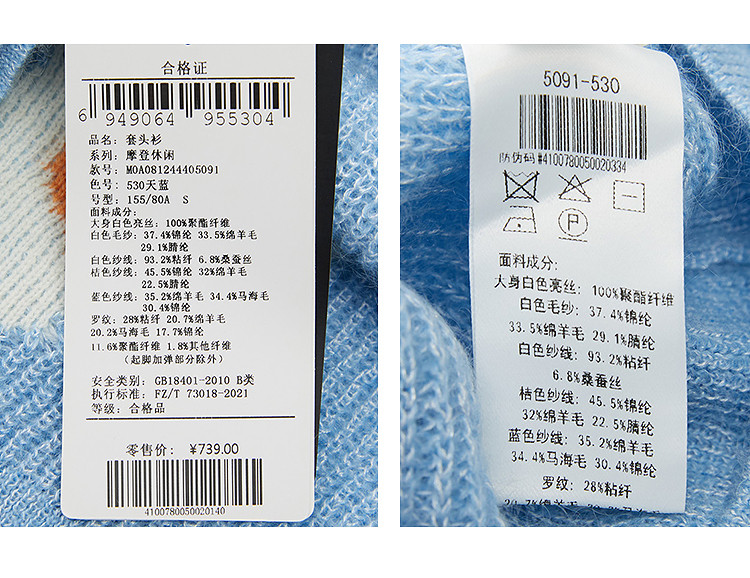 合格证
6 949064 955304
品名: 套头衫
系列: 摩登休闲
款号: MOA081244405091
色号: 530天蓝
号型: 155/80A S
面料成分:
大身白色亮丝: 100%聚酯纤维
白色毛纱: 37.4%锦纶 33.5%绵羊毛
29.1%腈纶
白色纱线: 93.2%粘纤 6.8%桑蚕丝
桔色纱线: 45.5%锦纶 32%绵羊毛
22.5%腈纶
蓝色纱线: 35.2%绵羊毛 34.4%马海毛
30.4%锦纶
罗纹: 28%粘纤 20.7%绵羊毛
20.2%马海毛 17.7%锦纶
11.6%聚酯纤维 1.8%其他纤维
(起脚加弹部分除外)
安全类别: GB18401-2010 B类
执行标准: FZ/T 73018-2021
等级: 合格品
零售价: ¥739.00
4100780050020140
5091-530
防伪码#4100780050020334
P
面料成分:
大身白色亮丝: 100%聚酯纤维
白色毛纱: 37.4%锦纶
33.5%绵羊毛 29.1%腈纶
白色纱线: 93.2%粘纤
6.8%桑蚕丝
桔色纱线: 45.5%锦纶
32%绵羊毛 22.5%腈纶
蓝色纱线: 35.2%绵羊毛
34.4%马海毛 30.4%锦纶
罗纹: 28%粘纤